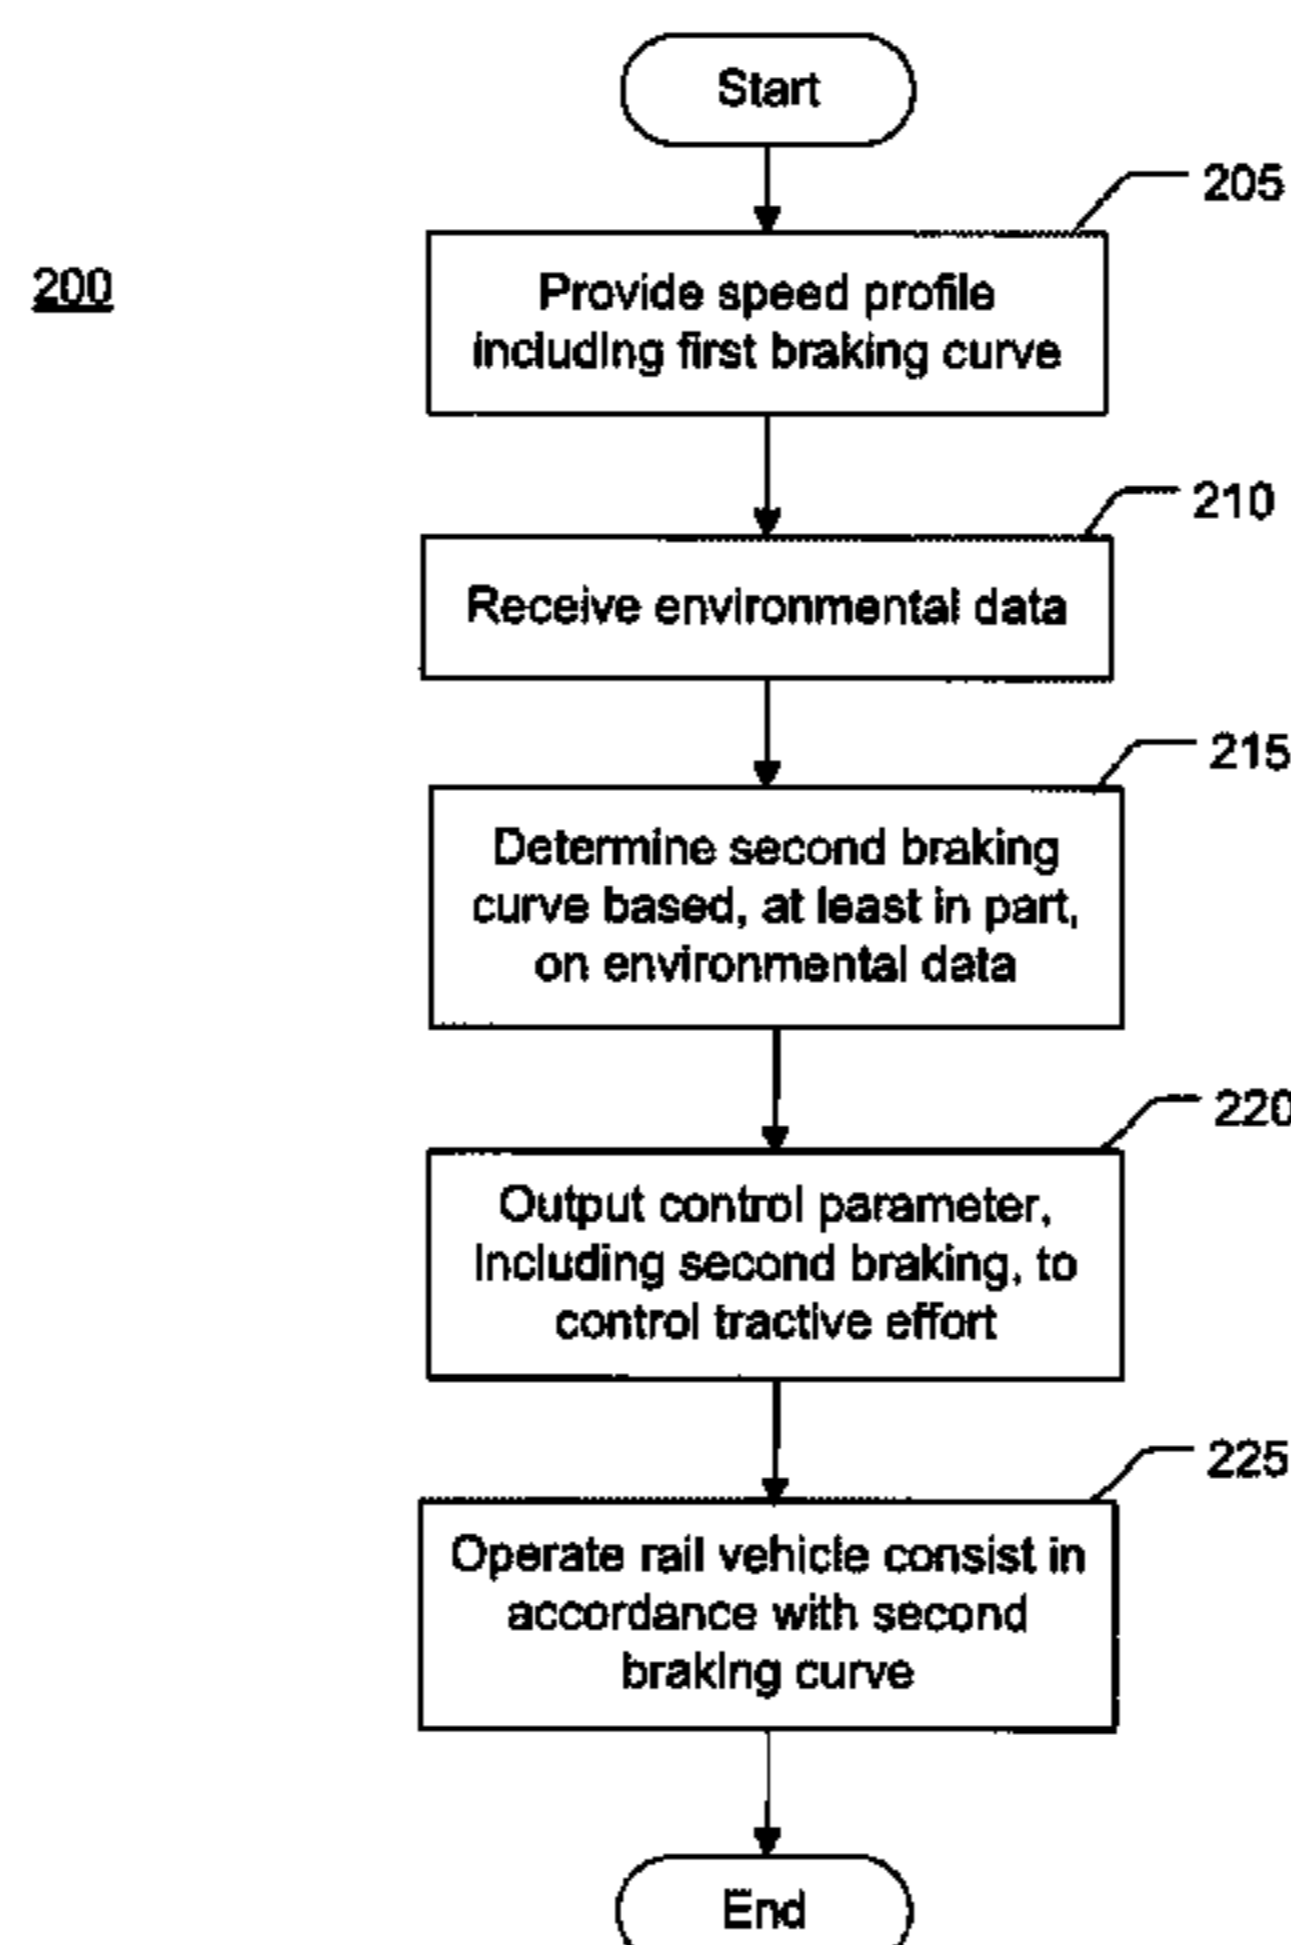 Start
205
200
Provide speed profile
including first braking curve
210
Receive environmental data
215
Determine second braking
curve based, at least in part,
on environmental data
220
Output control parameter,
Including second braking, to
control tractive effort
225
Operate rail vehicle consist in
accordance with second
braking curve
End